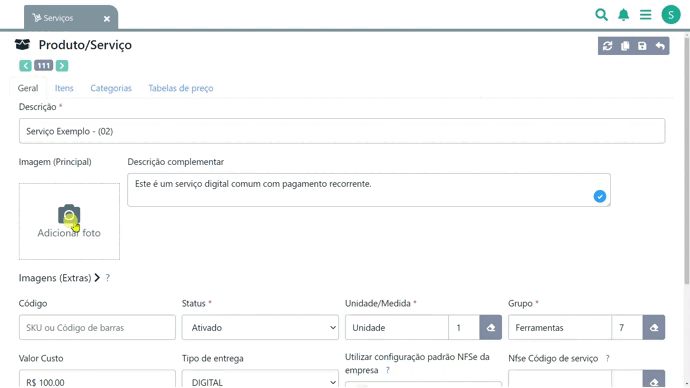 Serviços
S
Produto/Serviço
111
Geral Itens Categorias Tabelas de preço
Descrição *
Serviço Exemplo - (02)
Imagem (Principal) Descrição complementar
Este é um serviço digital comum com pagamento recorrente.
Adicionar foto
Imagens (Extras) ?
Código Status * Unidade/Medida * Grupo *
SKU ou Código de barras Ativado Unidade 1 Ferramentas 7
Valor Custo Tipo de entrega Utilizar configuração padrão NFSe da empresa ? Nfse Código de serviço ?
R$ 100.00 DIGITAL